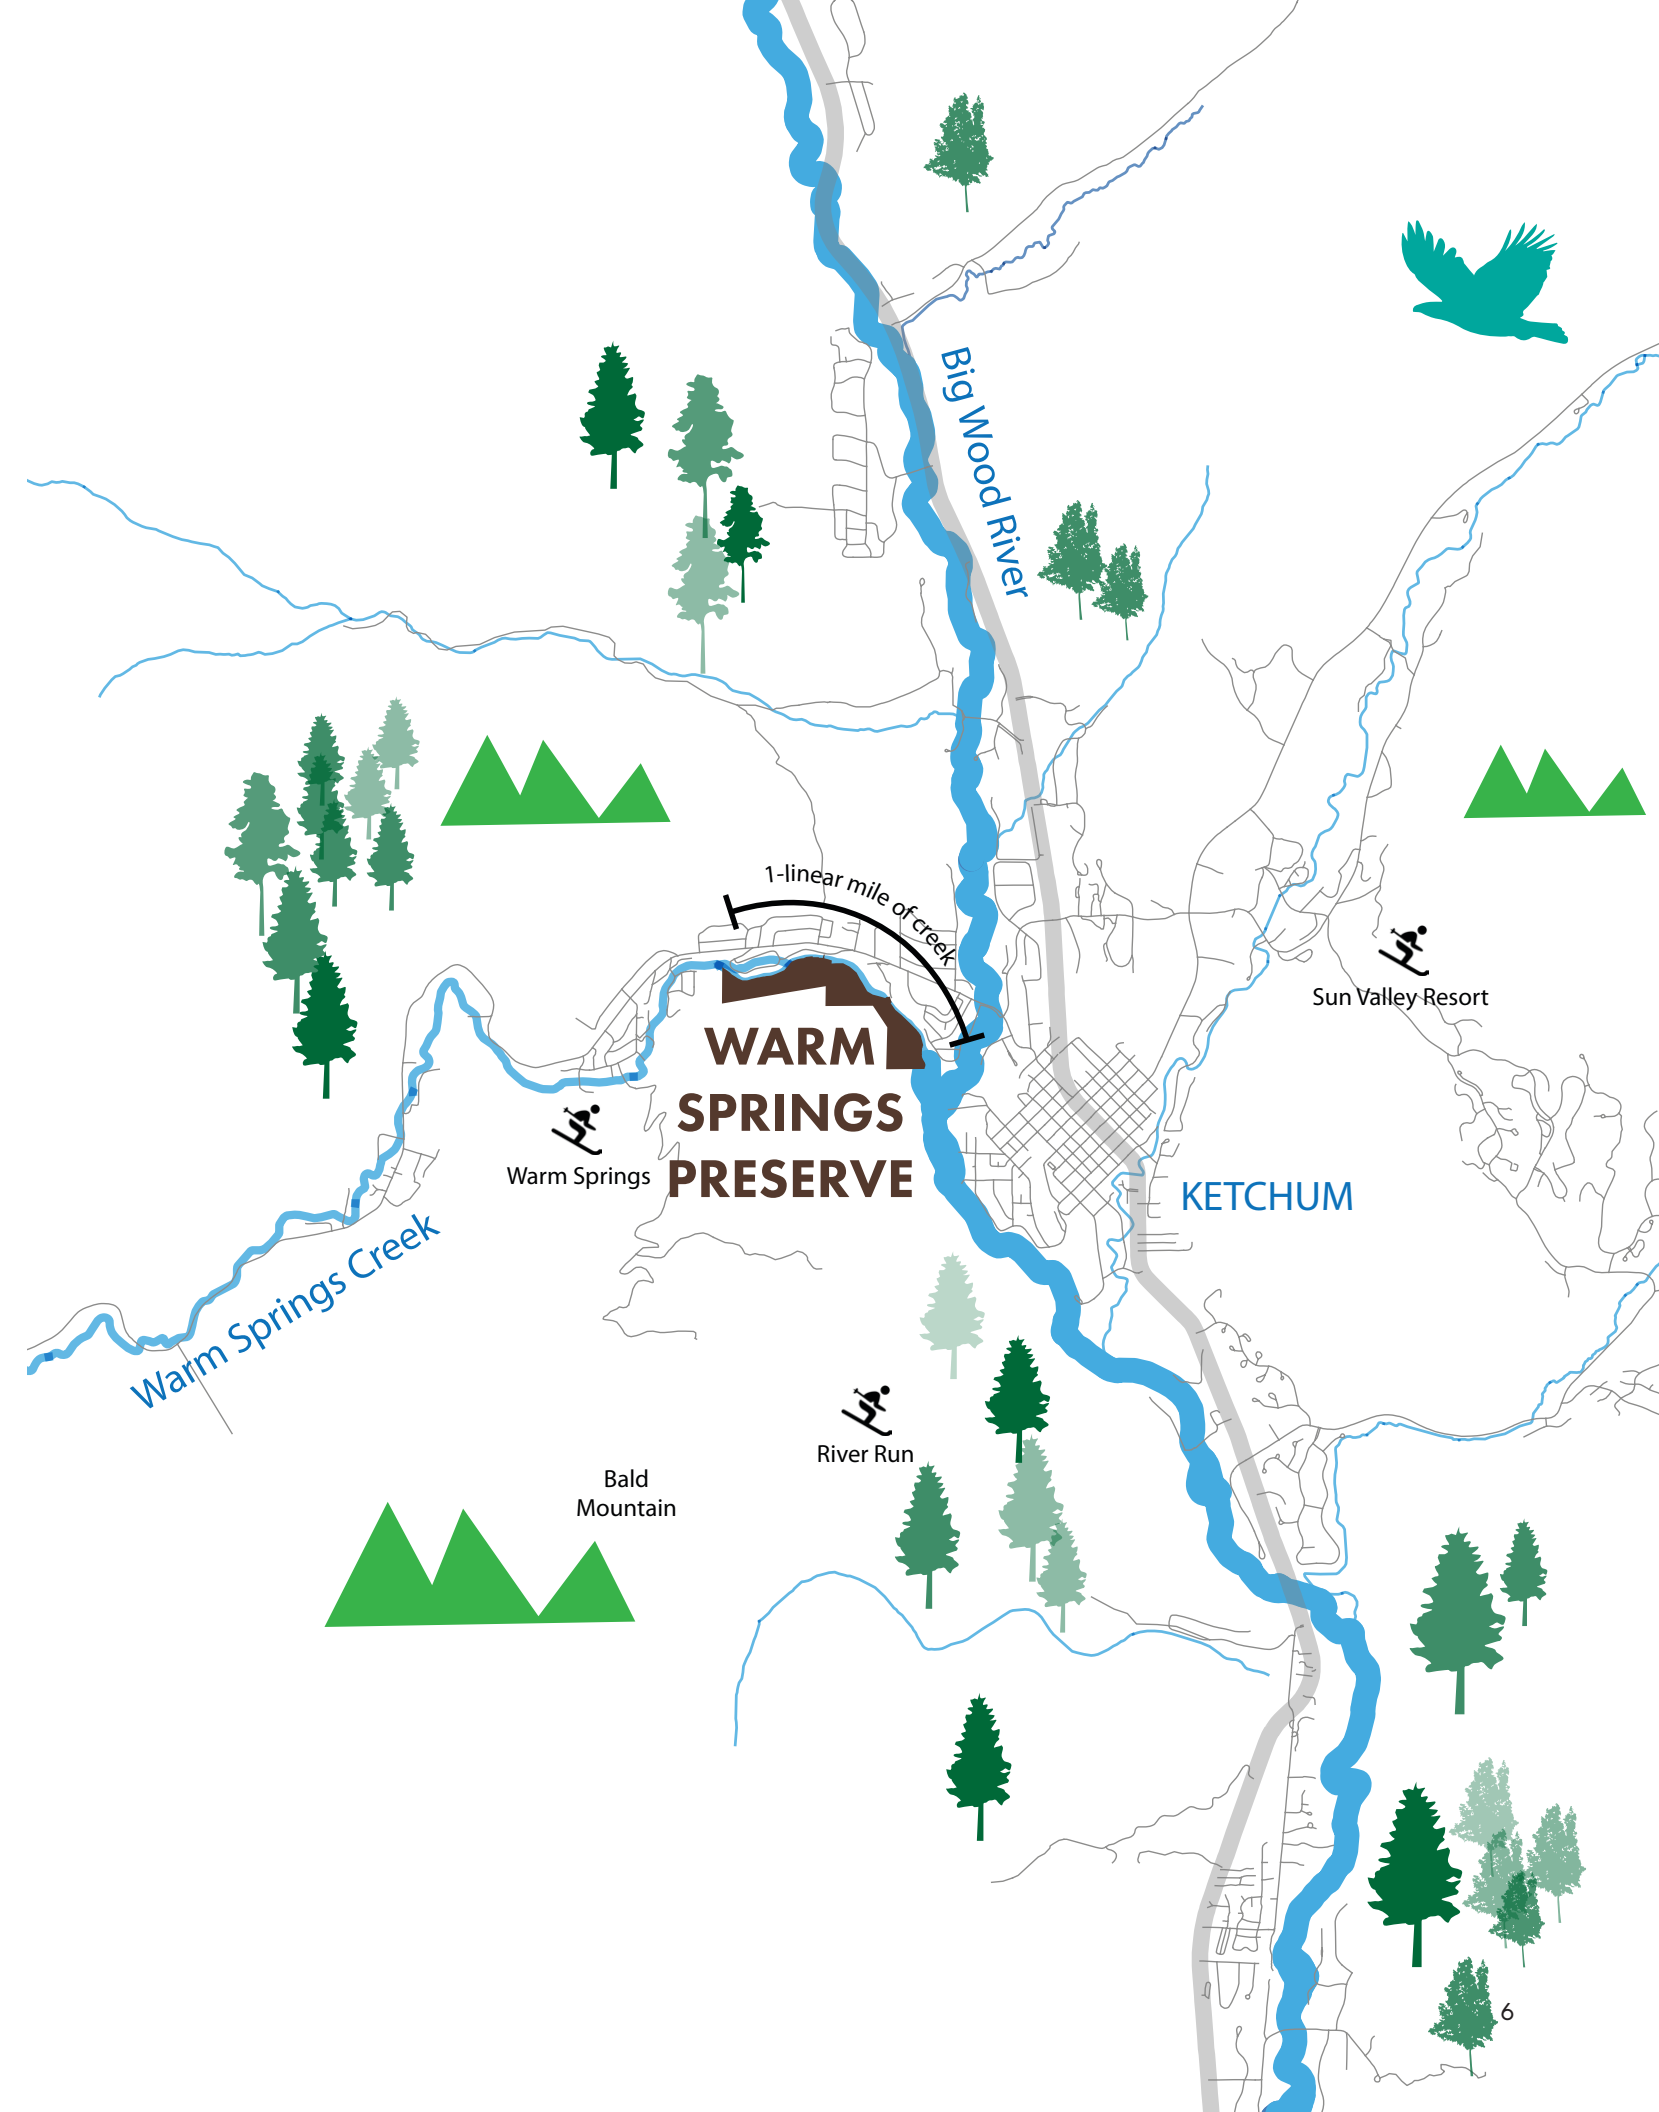 Big Wood River
1-linear mile of creek
Sun Valley Resort
WARM
SPRINGS
PRESERVE
Warm Springs
KETCHUM
Warm Springs Creek
River Run
Bald
Mountain
6